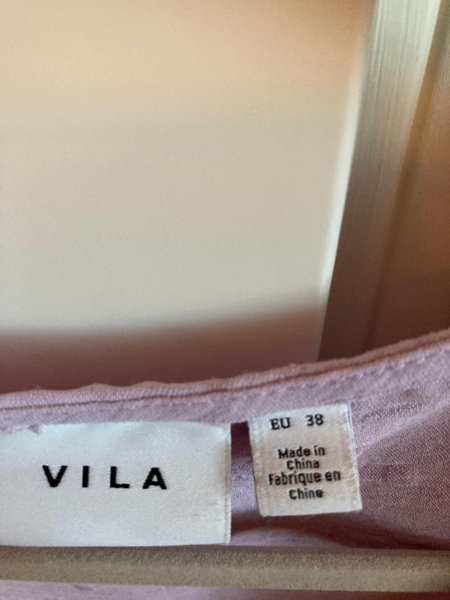 VILA
EU 38
Made in
China
Fabrique en
Chine